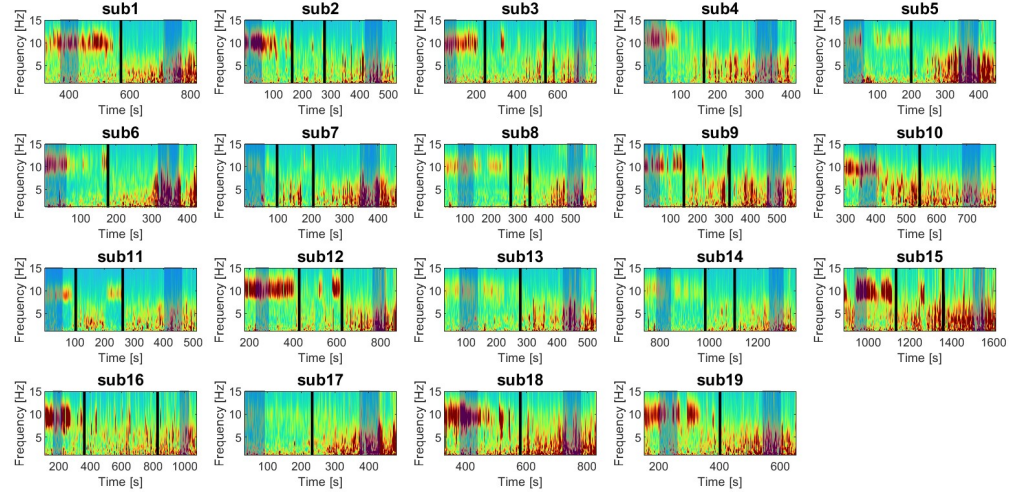 sub1 sub2 sub3 sub4 sub5
Frequency [Hz] 15 10 5 Frequency [Hz] 15 10 5 Frequency [Hz] 15 10 5 Frequency [Hz] 15 10 5 Frequency [Hz] 15 10 5
400 600 800 100 200 300 400 500 200 400 600 100 200 300 400 100 200 300 400
Time [s] Time [s] Time [s] Time [s] Time [s]
sub6 sub7 sub8 sub9 sub10
Frequency [Hz] 15 10 5 Frequency [Hz] 15 10 5 Frequency [Hz] 15 10 5 Frequency [Hz] 15 10 5 Frequency [Hz] 15 10 5
100 200 300 400 100 200 300 400 100 200 300 400 500 100 200 300 400 500 300 400 500 600 700
Time [s] Time [s] Time [s] Time [s] Time [s]
sub11 sub12 sub13 sub14 sub15
Frequency [Hz] 15 10 5 Frequency [Hz] 15 10 5 Frequency [Hz] 15 10 5 Frequency [Hz] 15 10 5 Frequency [Hz] 15 10 5
100 200 300 400 500 200 400 600 800 100 200 300 400 500 800 1000 1200 1000 1200 1400 1600
Time [s] Time [s] Time [s] Time [s] Time [s]
sub16 sub17 sub18 sub19
Frequency [Hz] 15 10 5 Frequency [Hz] 15 10 5 Frequency [Hz] 15 10 5 Frequency [Hz] 15 10 5
200 400 600 800 1000 100 200 300 400 400 600 800 200 400 600
Time [s] Time [s] Time [s] Time [s]